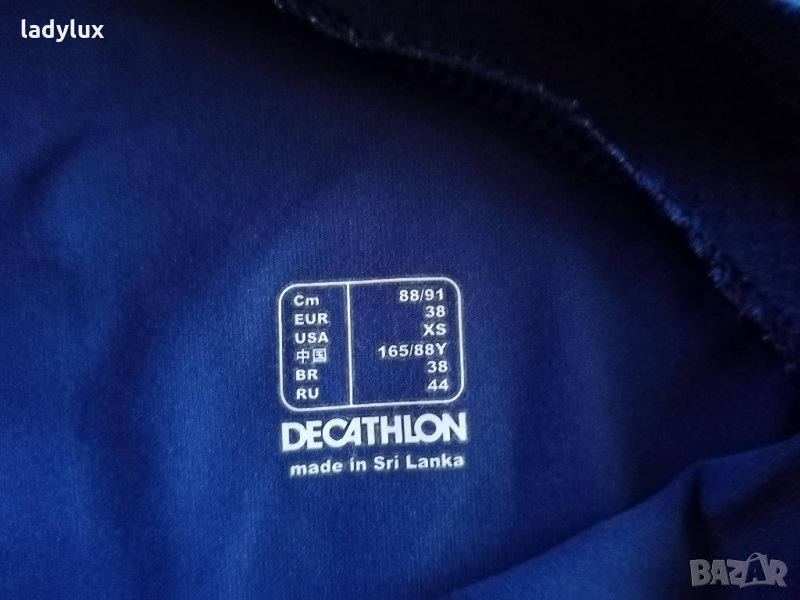 ladylux
Cm 88/91
EUR 38
USA XS
中国 165/88Y
BR 38
RU 44
DECATHLON
made in Sri Lanka
BAZAR